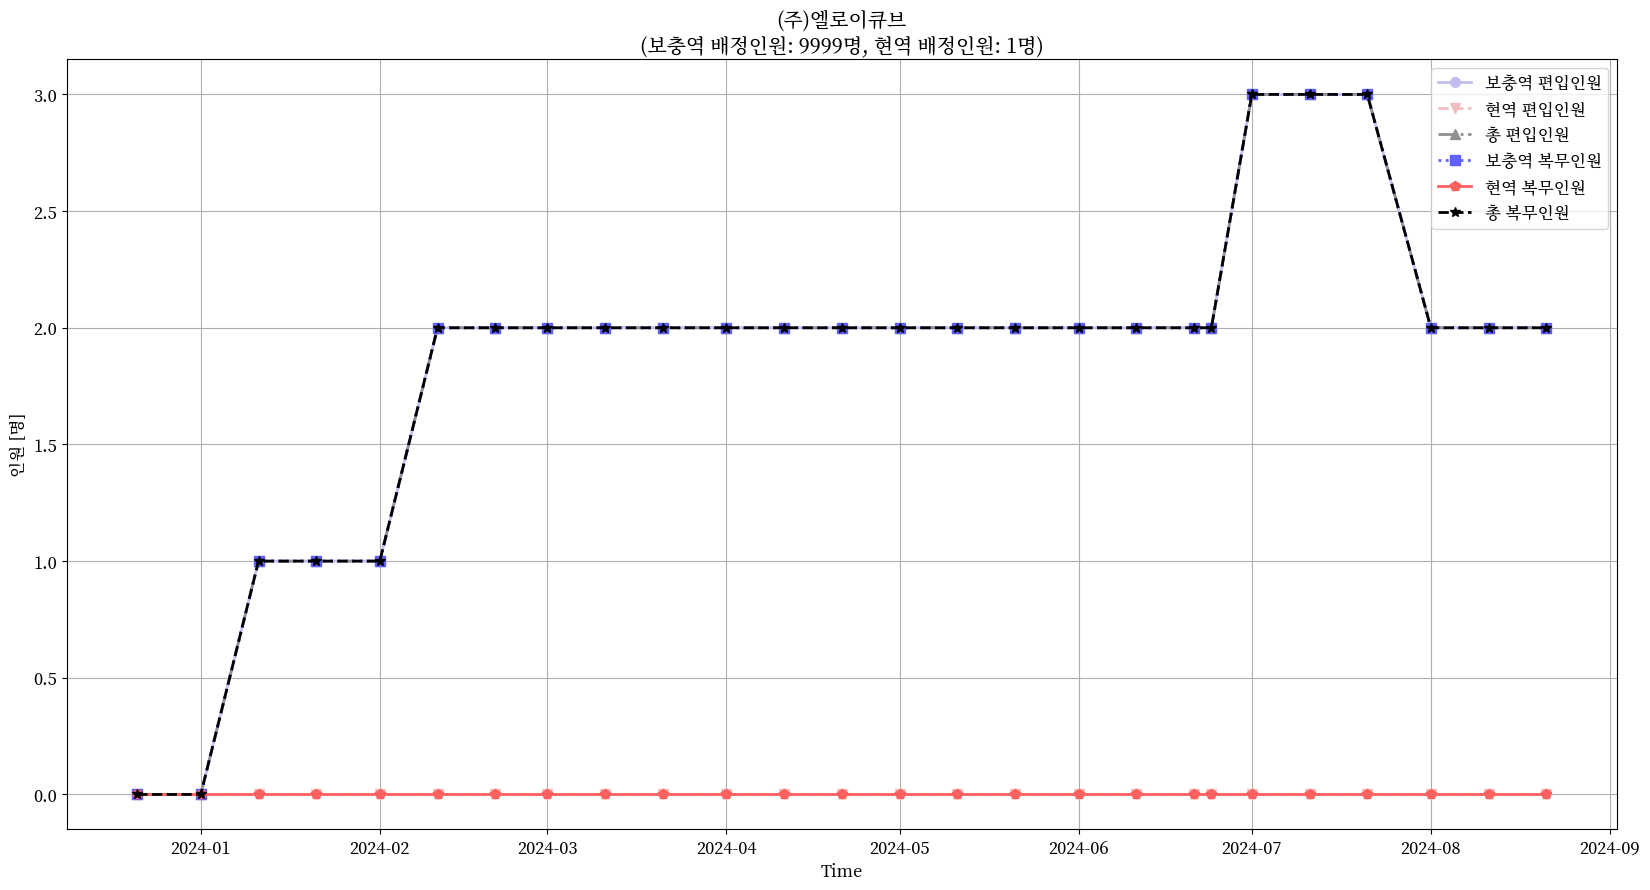 (주)엘로이큐브
(보충역 배정인원: 9999명, 현역 배정인원: 1명)
보충역 편입인원
현역 편입인원
총 편입인원
보충역 복무인원
현역 복무인원
총 복무인원
인원 [명]
3.0
2.5
2.0
1.5
1.0
0.5
0.0
2024-01
2024-02
2024-03
2024-04
2024-05
2024-06
2024-07
2024-08
2024-09
Time